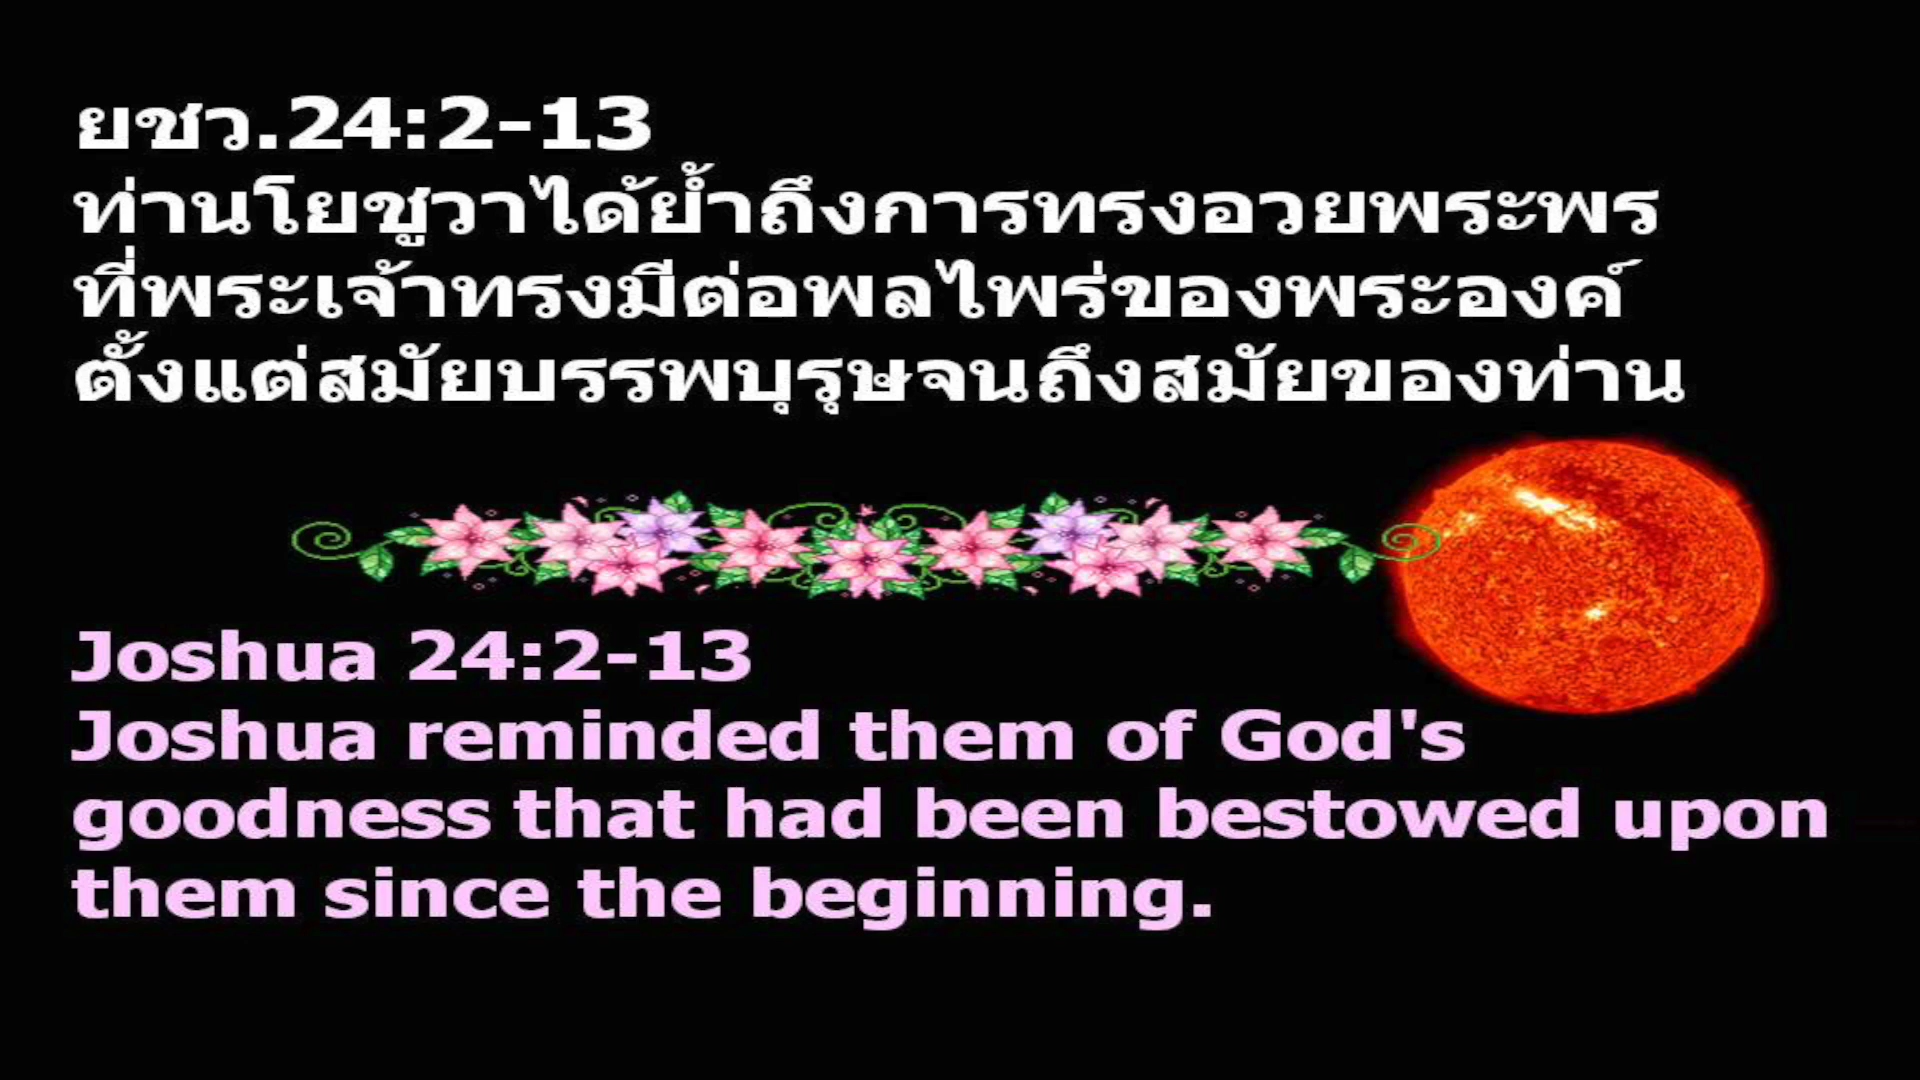 ยชว.24:2-13
ท่านโยชูวาได้ย้ำถึงการทรงอวยพระพร
ที่พระเจ้าทรงมีต่อพลไพร่ของพระองค์
ตั้งแต่สมัยบรรพบุรุษจนถึงสมัยของท่าน
Joshua 24:2-13
Joshua reminded them of God's
goodness that had been bestowed upon
them since the beginning.